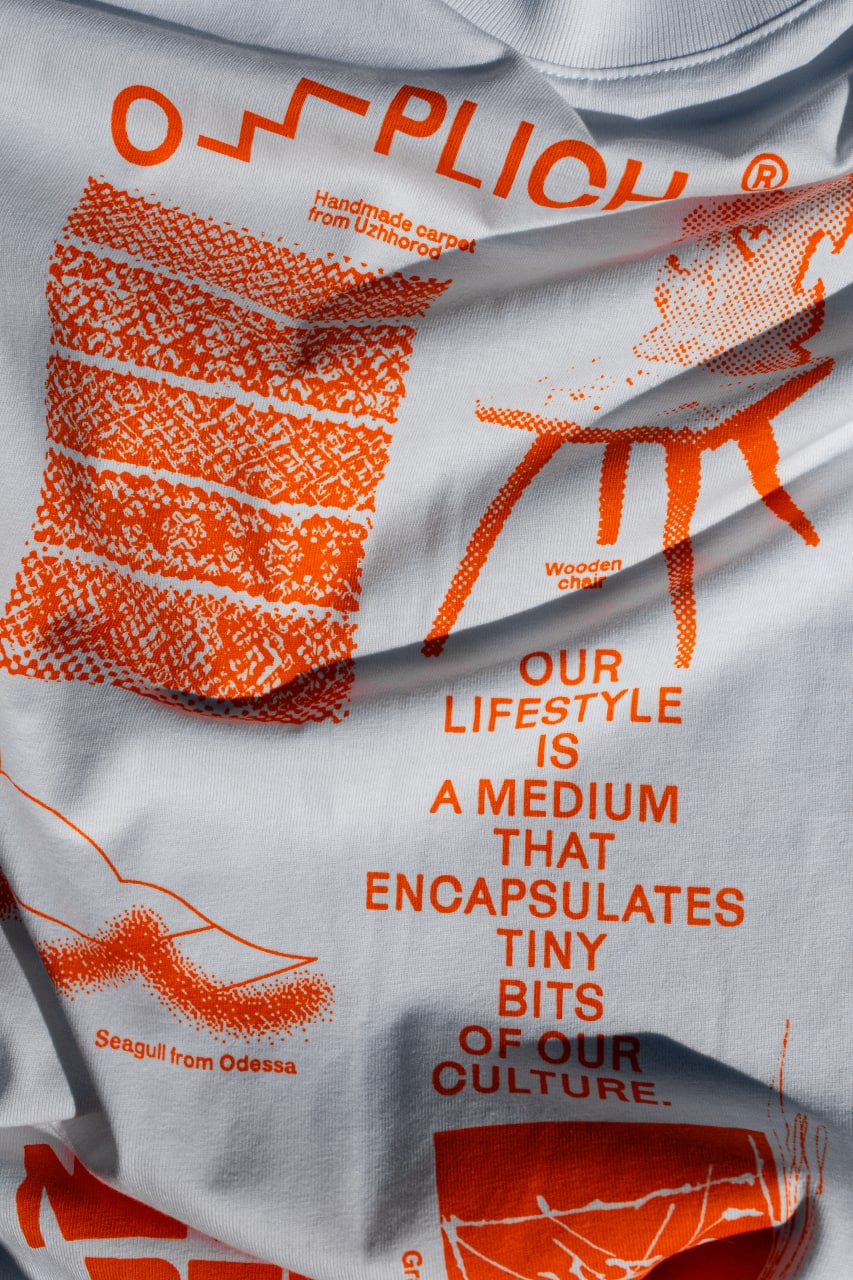 O PLICH ®
Handmade carpet
from Uzhhorod
Wooden
chair
OUR
LIFESTYLE
IS
A MEDIUM
THAT
ENCAPSULATES
TINY
BITS
OF OUR
CULTURE.
Seagull from Odessa